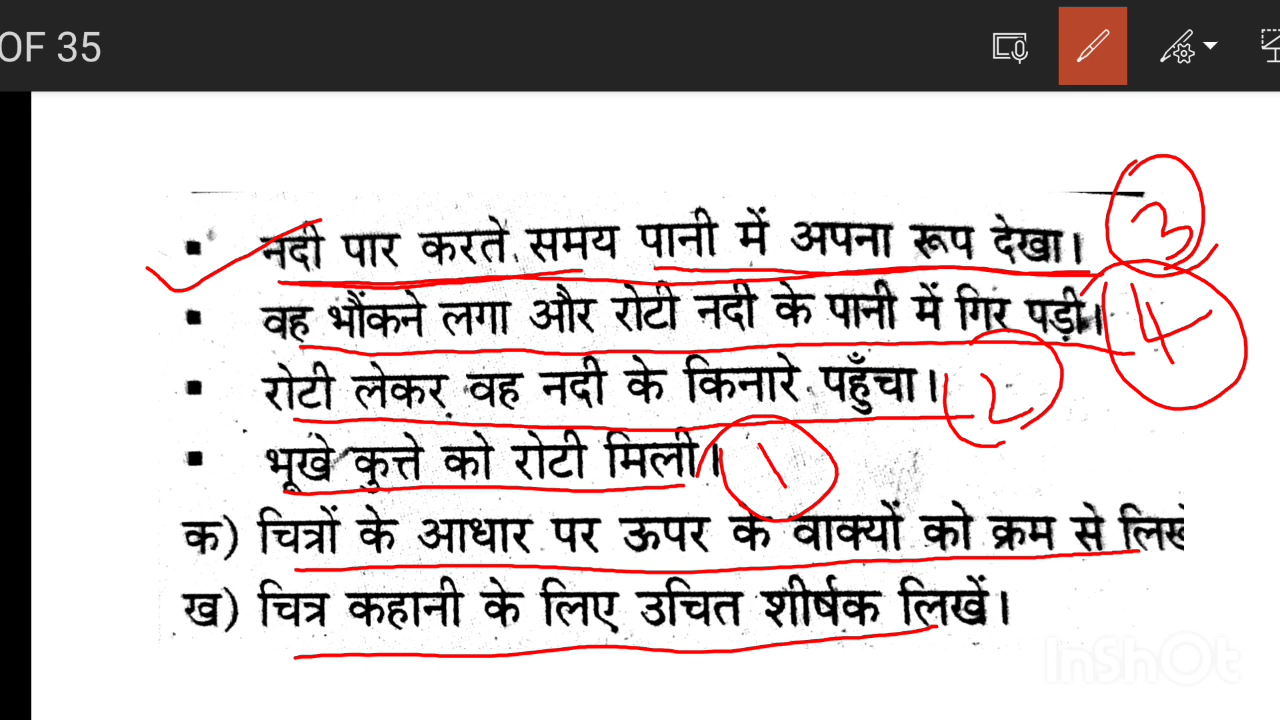 OF 35
▪ नदी पार करते समय पानी में अपना रूप देखा। 3
▪ वह भौंकने लगा और रोटी नदी के पानी में गिर पड़ी। 4
▪ रोटी लेकर वह नदी के किनारे पहुँचा। 2
▪ भूखे कुत्ते को रोटी मिली। 1
क) चित्रों के आधार पर ऊपर के वाक्यों को क्रम से
ख) चित्र कहानी के लिए उचित शीर्षक लिखें।
InShOt